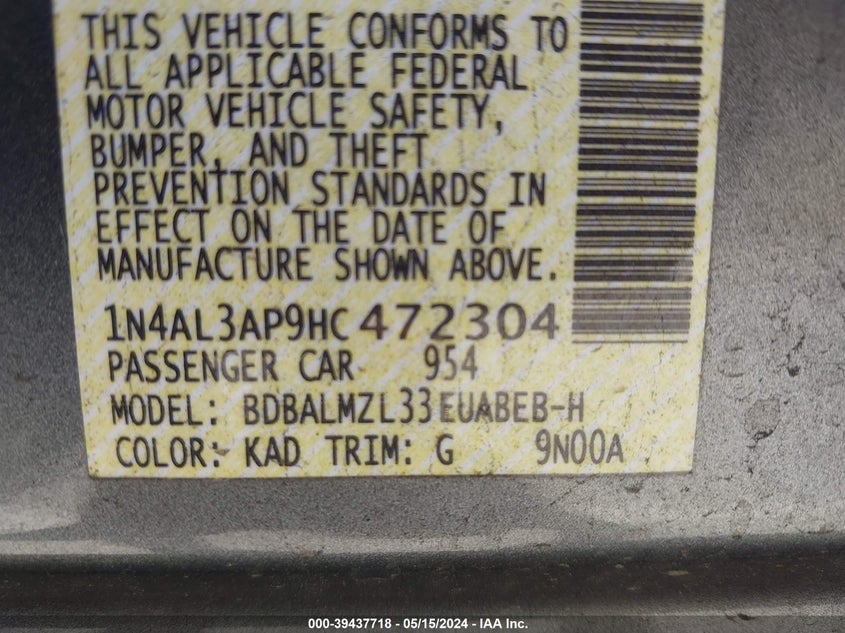 THIS VEHICLE CONFORMS TO
ALL APPLICABLE FEDERAL
MOTOR VEHICLE SAFETY,
BUMPER, AND THEFT
PREVENTION STANDARDS IN
EFFECT ON THE DATE OF
MANUFACTURE SHOWN ABOVE.
1N4AL3AP9HC472304
PASSENGER CAR 954
MODEL: BDBALMZL33EUABEB-H
COLOR: KAD TRIM: G 9N00A
000-39437718 - 05/15/2024 - IAA Inc.